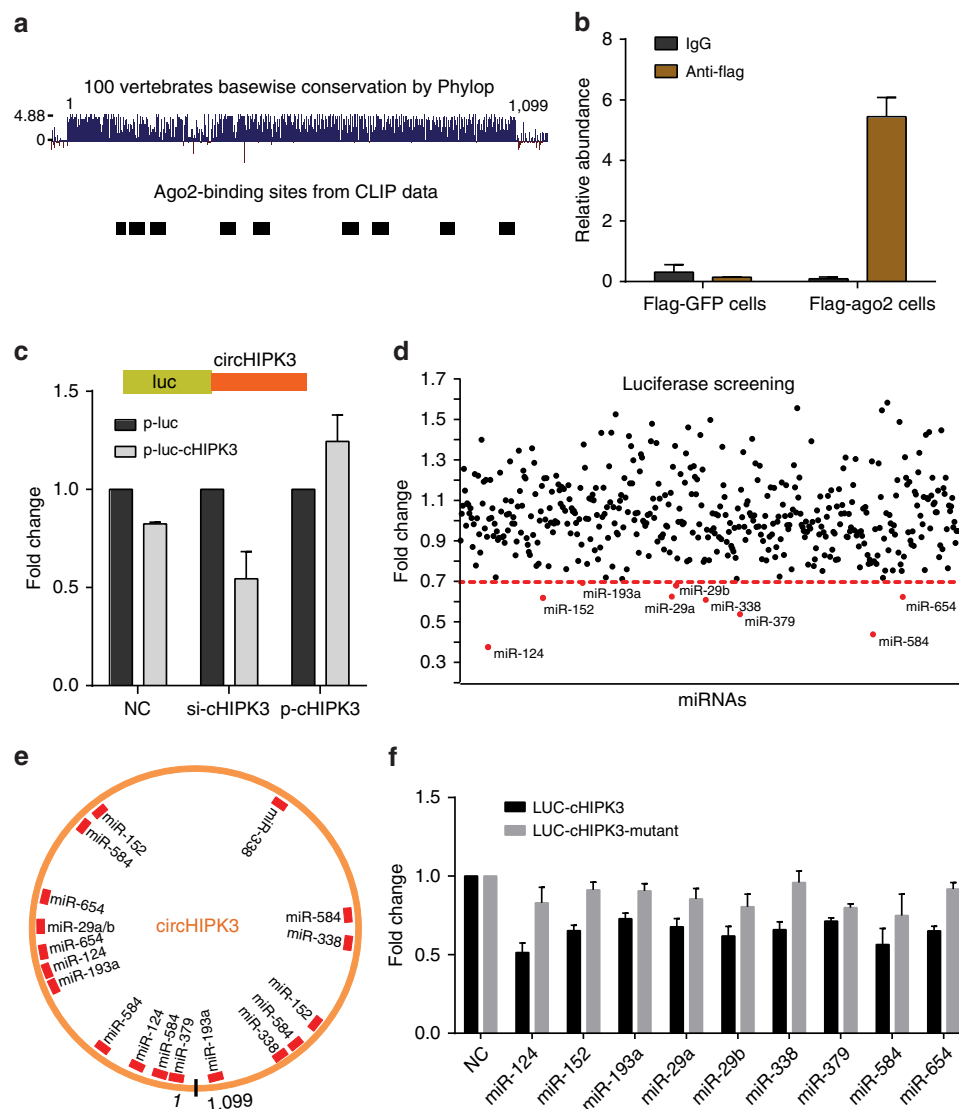 a
100 vertebrates basewise conservation by Phylop
1
1,099
4.88
0
Ago2-binding sites from CLIP data
b
8
6
4
2
0
Relative abundance
IgG
Anti-flag
Flag-GFP cells
Flag-ago2 cells
c
circHIPK3
luc
1.5
1.0
0.5
0.0
Fold change
p-luc
p-luc-cHIPK3
NC
si-cHIPK3
p-cHIPK3
d
Luciferase screening
1.7
1.5
1.3
1.1
0.9
0.7
0.5
0.3
Fold change
miR-193a
miR-29b
miR-152
miR-29a
miR-338
miR-654
miR-379
miR-584
miR-124
miRNAs
e
miR-152
miR-584
miR-338
miR-654
miR-29a/b
miR-654
miR-124
miR-193a
circHIPK3
miR-584
miR-338
miR-584
miR-124
miR-584
miR-379
miR-193a
miR-338
miR-584
miR-152
1
1,099
f
1.5
1.0
0.5
0.0
Fold change
LUC-cHIPK3
LUC-cHIPK3-mutant
NC
miR-124
miR-152
miR-193a
miR-29a
miR-29b
miR-338
miR-379
miR-584
miR-654